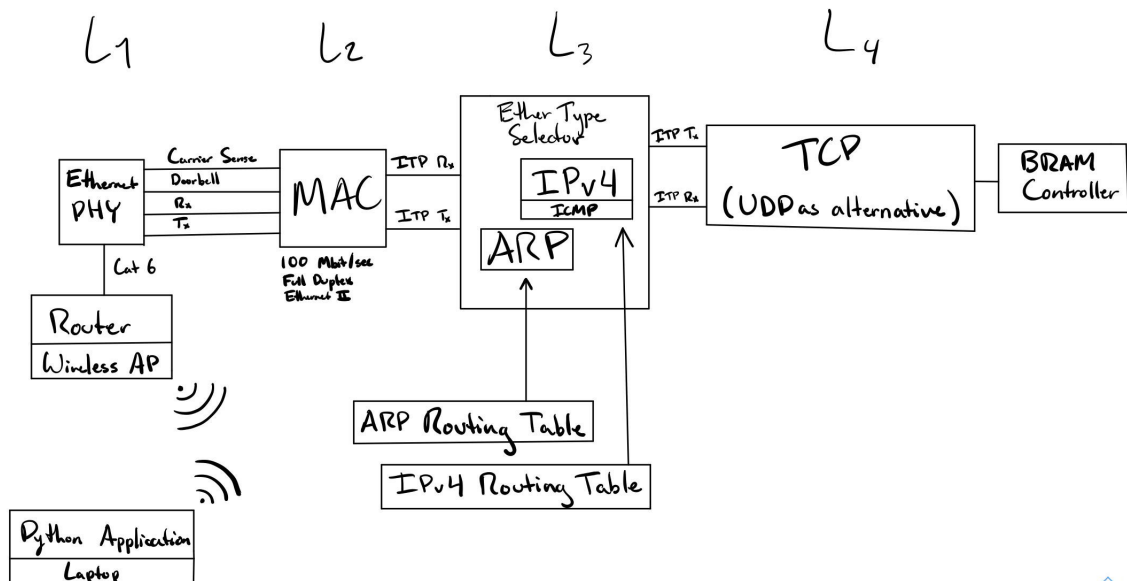 L1
L2
L3
L4
Ethernet
PHY
Carrier Sense
Doorbell
Rx
Tx
MAC
100 Mbit/sec
Full Duplex
Ethernet II
ITP Rx
ITP Tx
Ether Type
Selector
IPv4
ICMP
ARP
ITP Tx
ITP Rx
TCP
(UDP as alternative)
BRAM
Controller
Cat 6
Router
Wireless AP
ARP Routing Table
IPv4 Routing Table
Python Application
Laptop